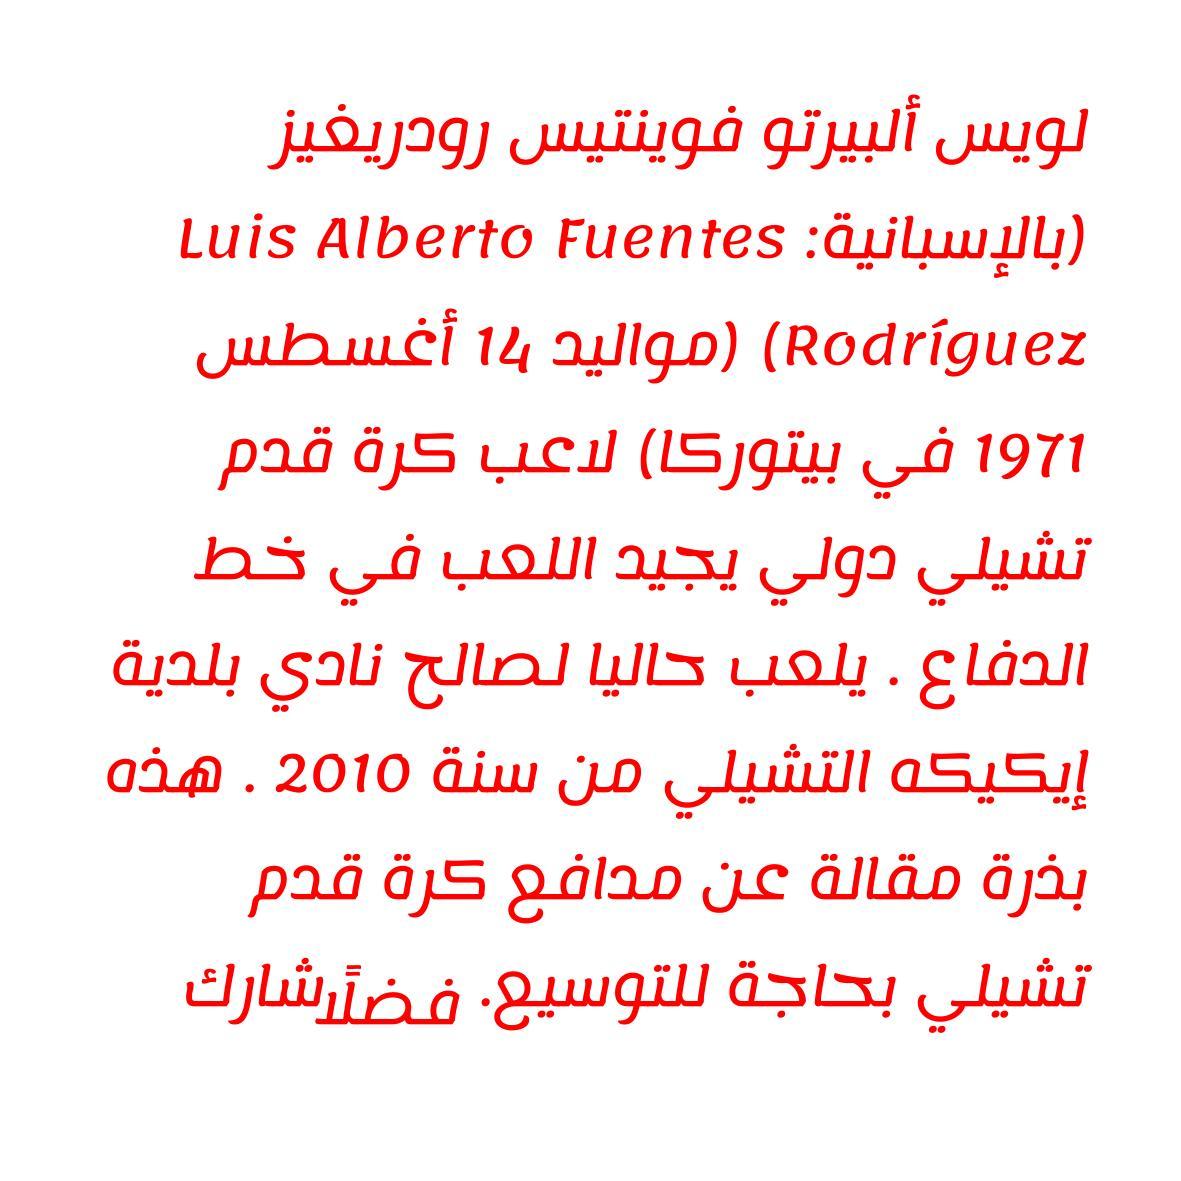 لويس ألبيرتو فوينتيس رودريغيز
(بالإسبانية: Luis Alberto Fuentes
Rodríguez) (مواليد 14 أغسطس
1971 في بيتوركا) لاعب كرة قدم
تشيلي دولي يجيد اللعب في خط
الدفاع . يلعب حاليا لصالح نادي بلدية
إيكيكه التشيلي من سنة 2010 . هذه
بذرة مقالة عن مدافع كرة قدم
تشيلي بحاجة للتوسيع. فضلًاشارك